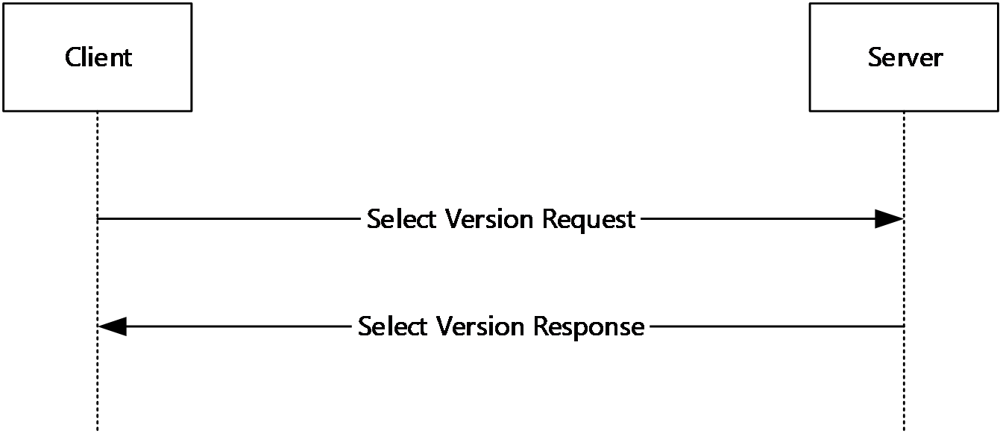 Client
Server
Select Version Request
Select Version Response